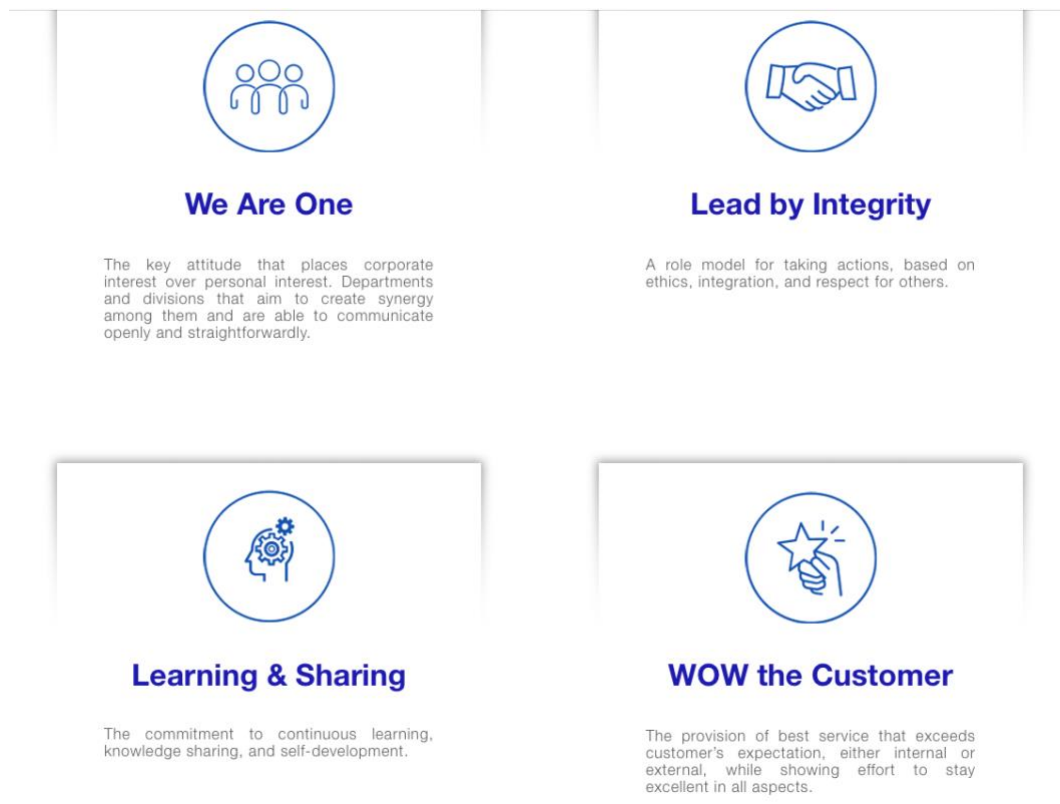 We Are One
The key attitude that places corporate
interest over personal interest. Departments
and divisions that aim to create synergy
among them and are able to communicate
openly and straightforwardly.
Lead by Integrity
A role model for taking actions, based on
ethics, integration, and respect for others.
Learning & Sharing
The commitment to continuous learning,
knowledge sharing, and self-development.
WOW the Customer
The provision of best service that exceeds
customer's expectation, either internal or
external, while showing effort to stay
excellent in all aspects.